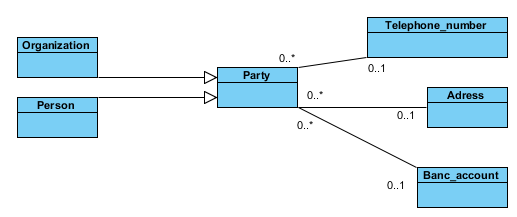 Organization
Person
Party
Telephone_number
Adress
Banc_account
0..*
0..1
0..*
0..1
0..*
0..1